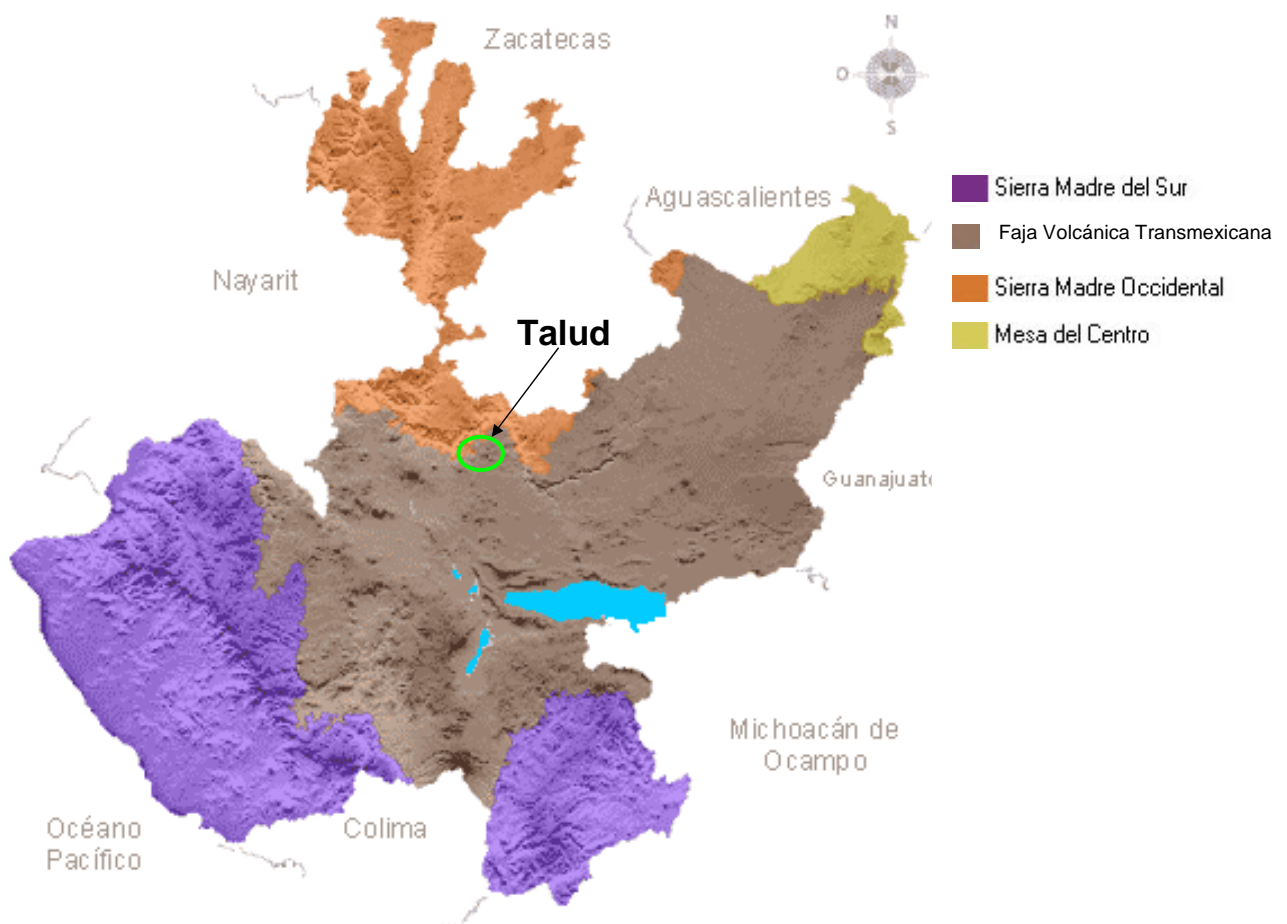 Zacatecas
N
O
S
Aguascalientes
Sierra Madre del Sur
Faja Volcánica Transmexicana
Nayarit
Sierra Madre Occidental
Talud
Mesa del Centro
Guanajuato
Michoacán de
Ocampo
Océano
Pacífico
Colima